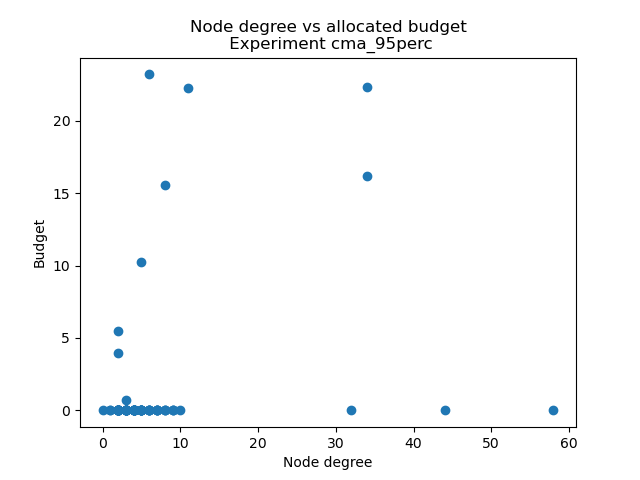 Node degree vs allocated budget
Experiment cma_95perc
20
15
10
5
0
Budget
0 10 20 30 40 50 60
Node degree